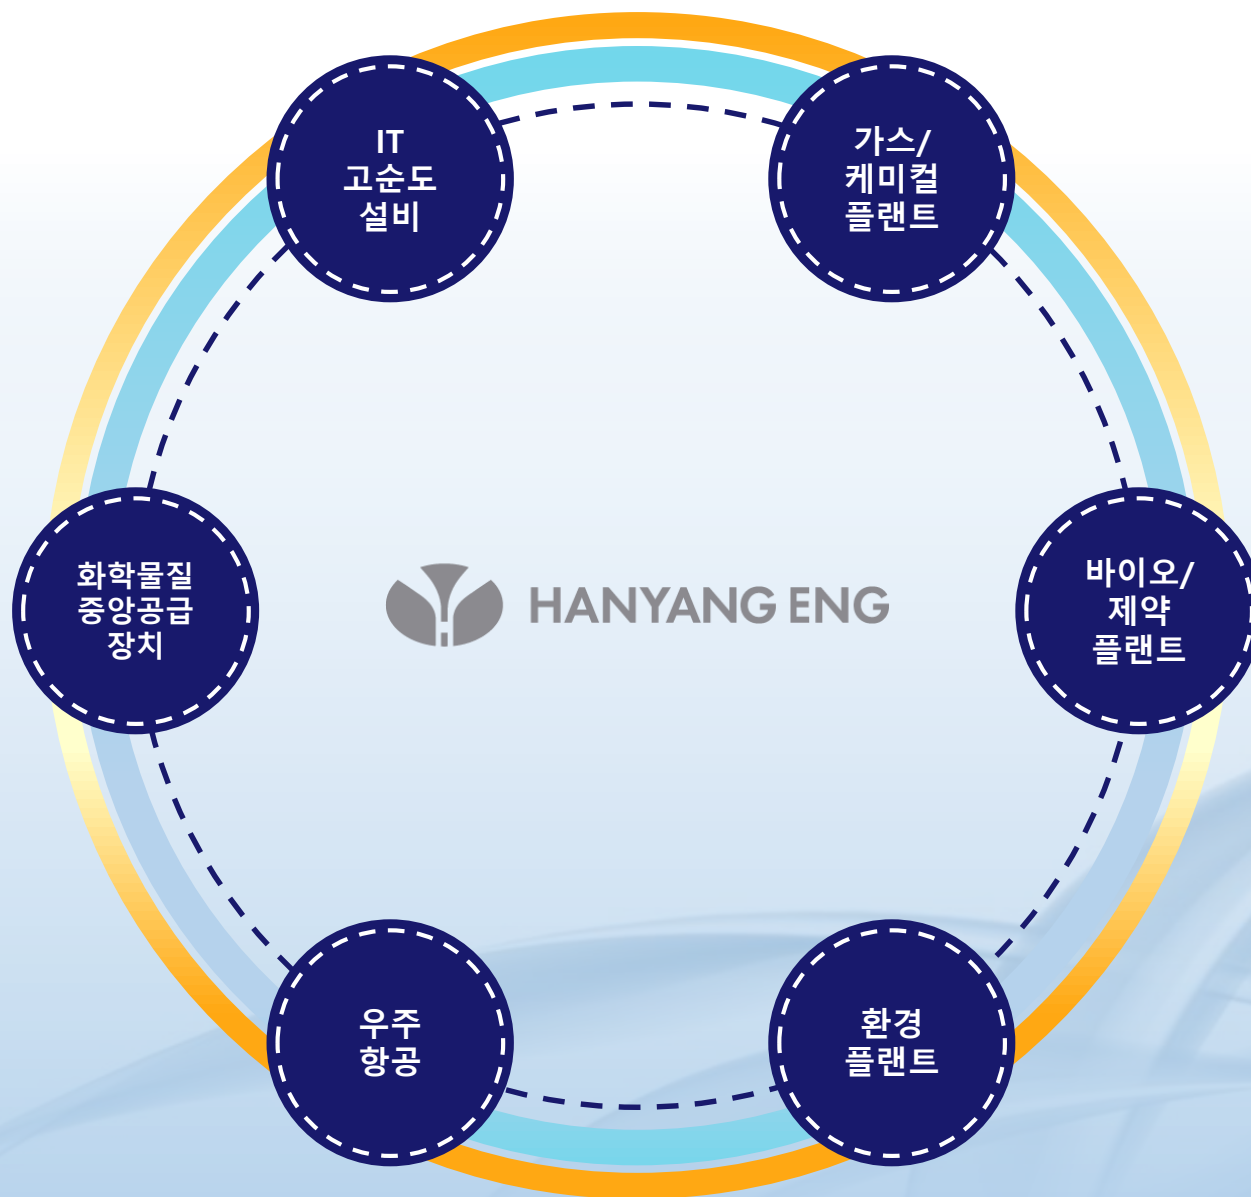 IT
고순도
설비
가스/
케미컬
플랜트
화학물질
중앙공급
장치
HANYANG ENG
바이오/
제약
플랜트
우주
항공
환경
플랜트